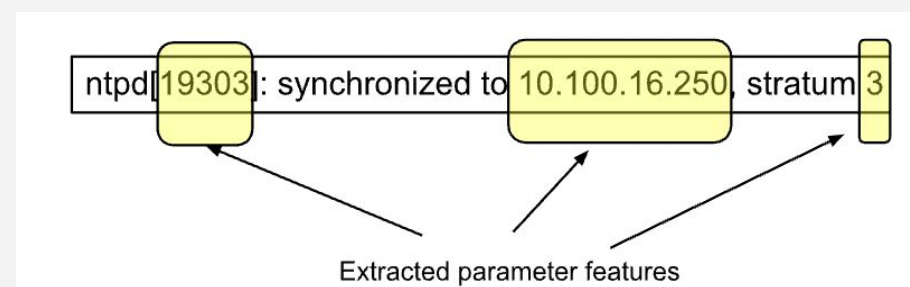 ntpd[19303]: synchronized to 10.100.16.250, stratum 3
Extracted parameter features